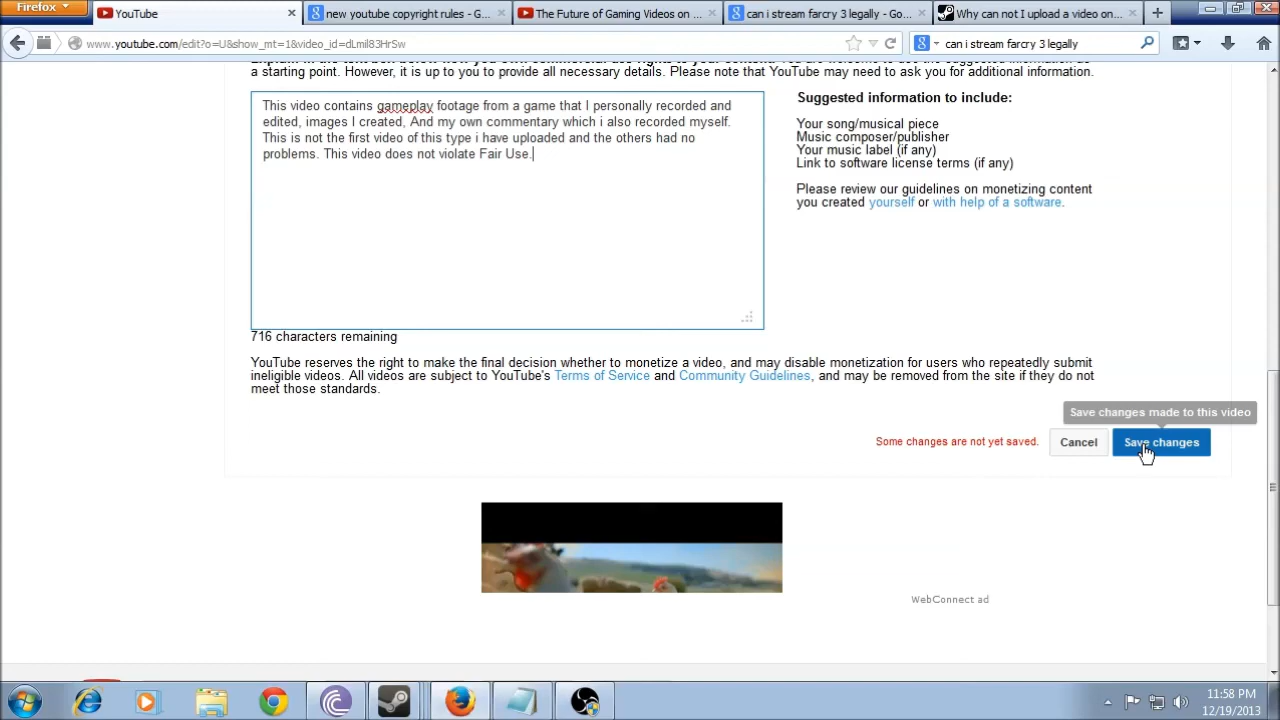 Firefox
YouTube
new youtube copyright rules - G...
The Future of Gaming Videos on ...
can i stream farcry 3 legally - Go...
Why can not I upload a video on...
www.youtube.com/edit?o=U&show_mt=1&video_id=dLmI83HrSw
can i stream farcry 3 legally
a starting point. However, it is up to you to provide all necessary details. Please note that YouTube may need to ask you for additional information.
This video contains gameplay footage from a game that I personally recorded and
edited, images I created, And my own commentary which i also recorded myself.
This is not the first video of this type i have uploaded and the others had no
problems. This video does not violate Fair Use.
Suggested information to include:
Your song/musical piece
Music composer/publisher
Your music label (if any)
Link to software license terms (if any)
Please review our guidelines on monetizing content
you created yourself or with help of a software.
716 characters remaining
YouTube reserves the right to make the final decision whether to monetize a video, and may disable monetization for users who repeatedly submit
ineligible videos. All videos are subject to YouTube's Terms of Service and Community Guidelines, and may be removed from the site if they do not
meet those standards.
Save changes made to this video
Some changes are not yet saved.
Cancel
Save changes
WebConnect ad
11:58 PM
12/19/2013